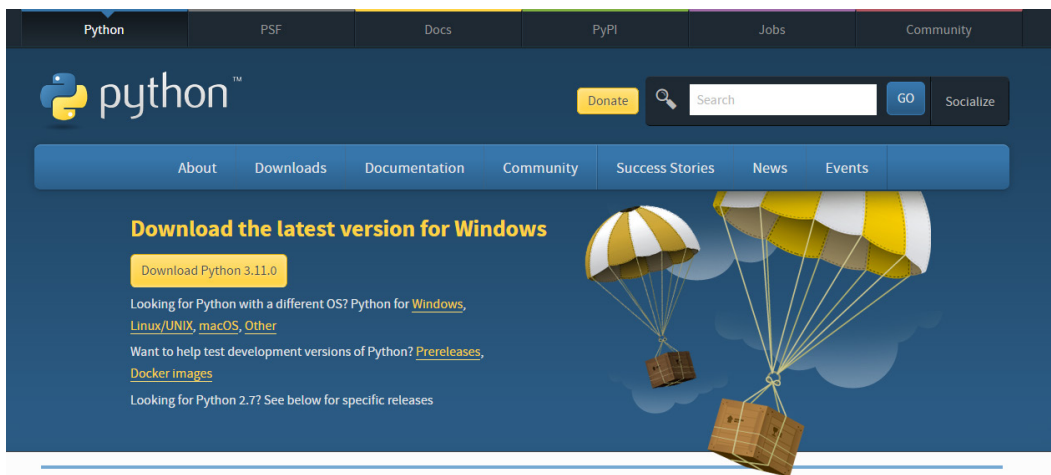 Python PSF Docs PyPI Jobs Community
python™
Donate Search GO Socialize
About Downloads Documentation Community Success Stories News Events
Download the latest version for Windows
Download Python 3.11.0
Looking for Python with a different OS? Python for Windows,
Linux/UNIX, macOS, Other
Want to help test development versions of Python? Prereleases,
Docker images
Looking for Python 2.7? See below for specific releases